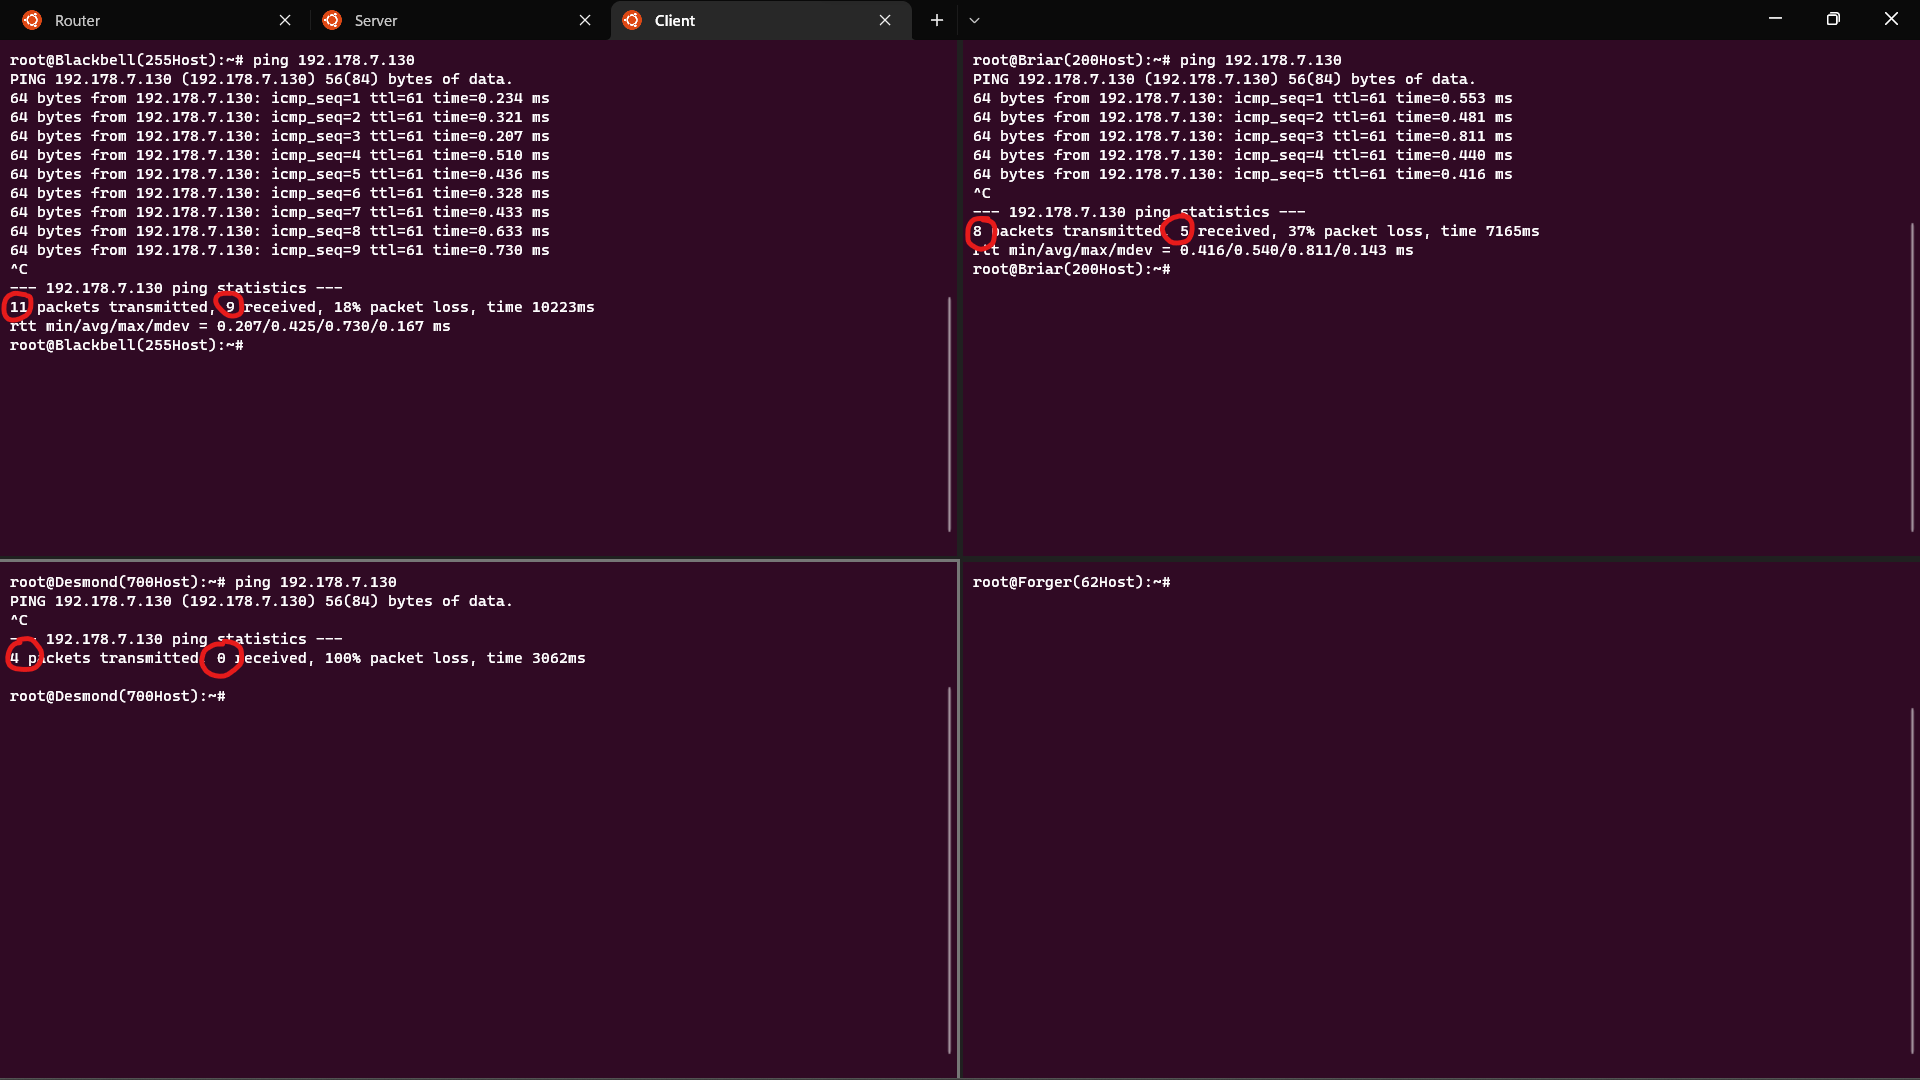 Router
Server
Client
root@Blackbell(255Host):~# ping 192.178.7.130
PING 192.178.7.130 (192.178.7.130) 56(84) bytes of data.
64 bytes from 192.178.7.130: icmp_seq=1 ttl=61 time=0.234 ms
64 bytes from 192.178.7.130: icmp_seq=2 ttl=61 time=0.321 ms
64 bytes from 192.178.7.130: icmp_seq=3 ttl=61 time=0.207 ms
64 bytes from 192.178.7.130: icmp_seq=4 ttl=61 time=0.510 ms
64 bytes from 192.178.7.130: icmp_seq=5 ttl=61 time=0.436 ms
64 bytes from 192.178.7.130: icmp_seq=6 ttl=61 time=0.328 ms
64 bytes from 192.178.7.130: icmp_seq=7 ttl=61 time=0.433 ms
64 bytes from 192.178.7.130: icmp_seq=8 ttl=61 time=0.633 ms
64 bytes from 192.178.7.130: icmp_seq=9 ttl=61 time=0.730 ms
^C
--- 192.178.7.130 ping statistics ---
11 packets transmitted, 9 received, 18% packet loss, time 10223ms
rtt min/avg/max/mdev = 0.207/0.425/0.730/0.167 ms
root@Blackbell(255Host):~#
root@Briar(200Host):~# ping 192.178.7.130
PING 192.178.7.130 (192.178.7.130) 56(84) bytes of data.
64 bytes from 192.178.7.130: icmp_seq=1 ttl=61 time=0.553 ms
64 bytes from 192.178.7.130: icmp_seq=2 ttl=61 time=0.481 ms
64 bytes from 192.178.7.130: icmp_seq=3 ttl=61 time=0.811 ms
64 bytes from 192.178.7.130: icmp_seq=4 ttl=61 time=0.440 ms
64 bytes from 192.178.7.130: icmp_seq=5 ttl=61 time=0.416 ms
^C
--- 192.178.7.130 ping statistics ---
8 packets transmitted, 5 received, 37% packet loss, time 7165ms
rtt min/avg/max/mdev = 0.416/0.540/0.811/0.143 ms
root@Briar(200Host):~#
root@Desmond(700Host):~# ping 192.178.7.130
PING 192.178.7.130 (192.178.7.130) 56(84) bytes of data.
^C
--- 192.178.7.130 ping statistics ---
4 packets transmitted, 0 received, 100% packet loss, time 3062ms
root@Desmond(700Host):~#
root@Forger(62Host):~#